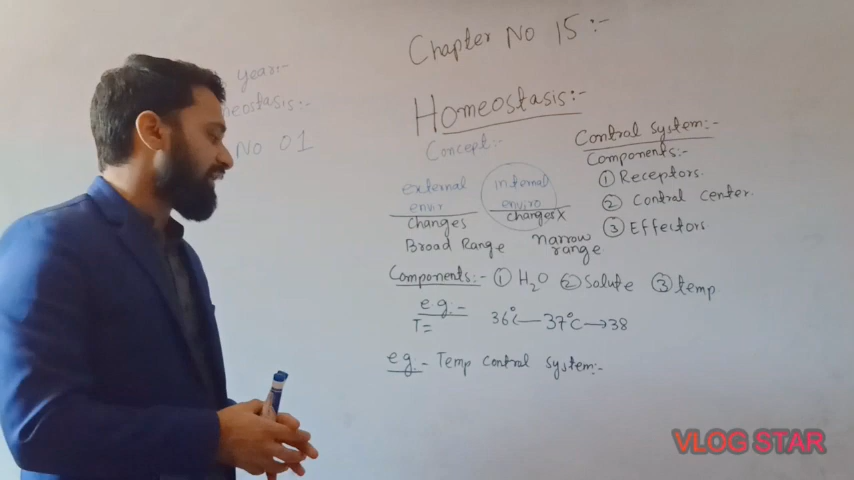 year:-
No 01
Chapter No 15:-
Homeostasis:-
Concept:-
external envir
changes
Broad Range
internal enviro
changes X
narrow range
Control system:-
Components:-
① Receptors.
② Control center.
③ Effectors.
Components:- ① H₂O ② Solute ③ temp
e.g:-
T= 36°C — 37°C → 38
e.g.- Temp Control system:-
VLOG STAR